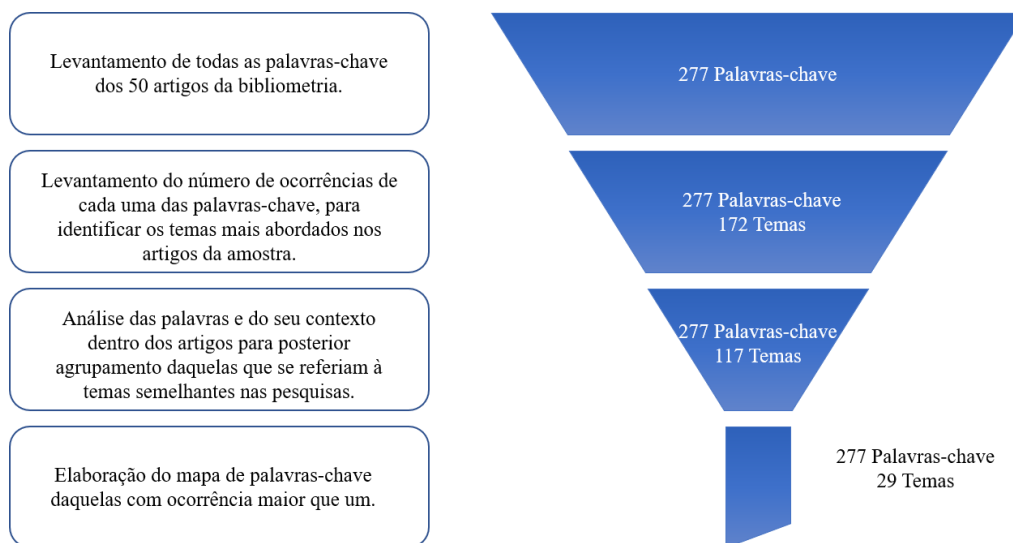 Levantamento de todas as palavras-chave
dos 50 artigos da bibliometria.
277 Palavras-chave
Levantamento do número de ocorrências de
cada uma das palavras-chave, para
identificar os temas mais abordados nos
artigos da amostra.
277 Palavras-chave
172 Temas
Análise das palavras e do seu contexto
dentro dos artigos para posterior
agrupamento daquelas que se referiam à
temas semelhantes nas pesquisas.
277 Palavras-chave
117 Temas
Elaboração do mapa de palavras-chave
daquelas com ocorrência maior que um.
277 Palavras-chave
29 Temas